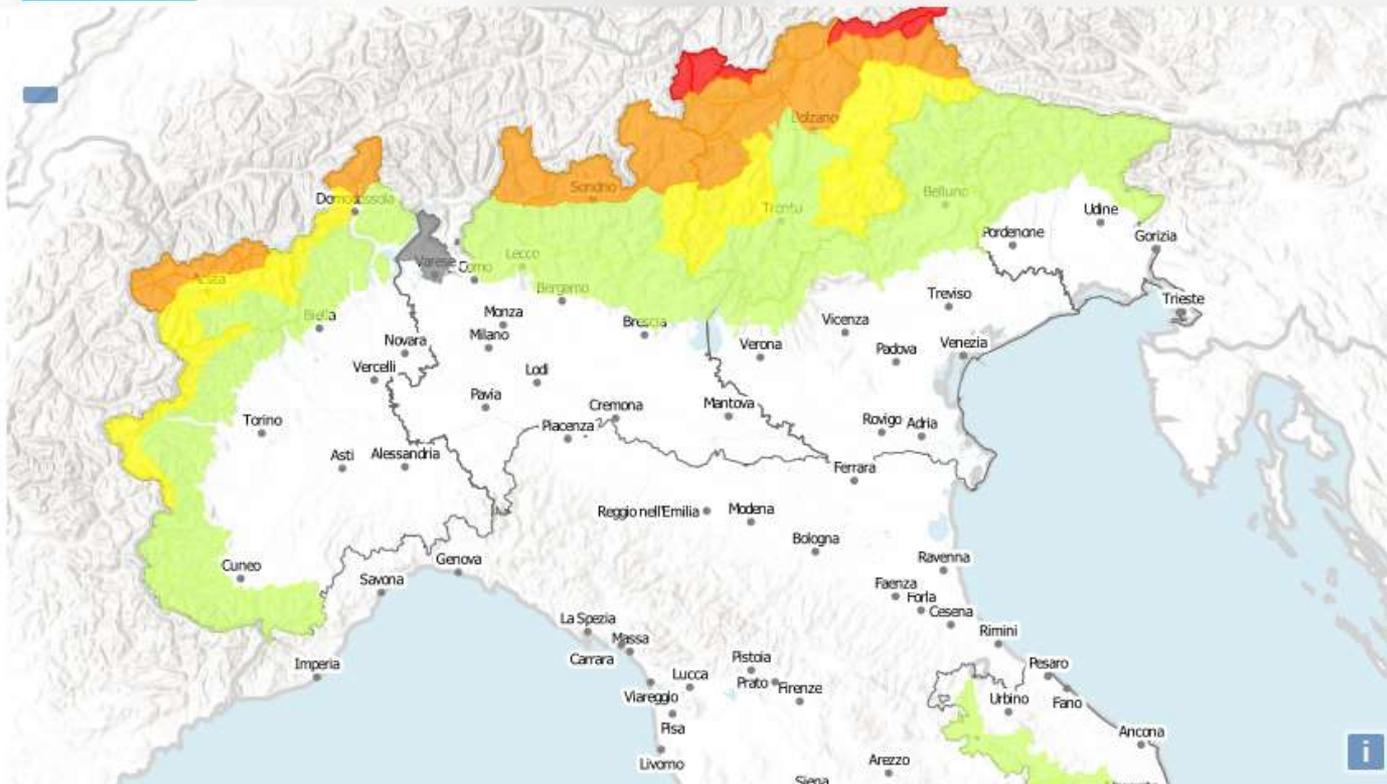 Bolzano
Sondrio
Domodossola
Belluno
Trento
Udine
Pordenone
Gorizia
Varese
Como
Lecco
Aosta
Bergamo
Treviso
Trieste
Biella
Monza
Brescia
Vicenza
Milano
Novara
Verona
Padova
Venezia
Vercelli
Lodi
Pavia
Cremona
Mantova
Torino
Piacenza
Rovigo
Adria
Asti
Alessandria
Ferrara
Reggio nell'Emilia
Modena
Bologna
Cuneo
Genova
Ravenna
Savona
Faenza
Forla
Cesena
La Spezia
Rimini
Massa
Carrara
Imperia
Pistoia
Pesaro
Lucca
Prato
Firenze
Viareggio
Urbino
Fano
Pisa
Ancona
Livorno
Arezzo
Siena
i